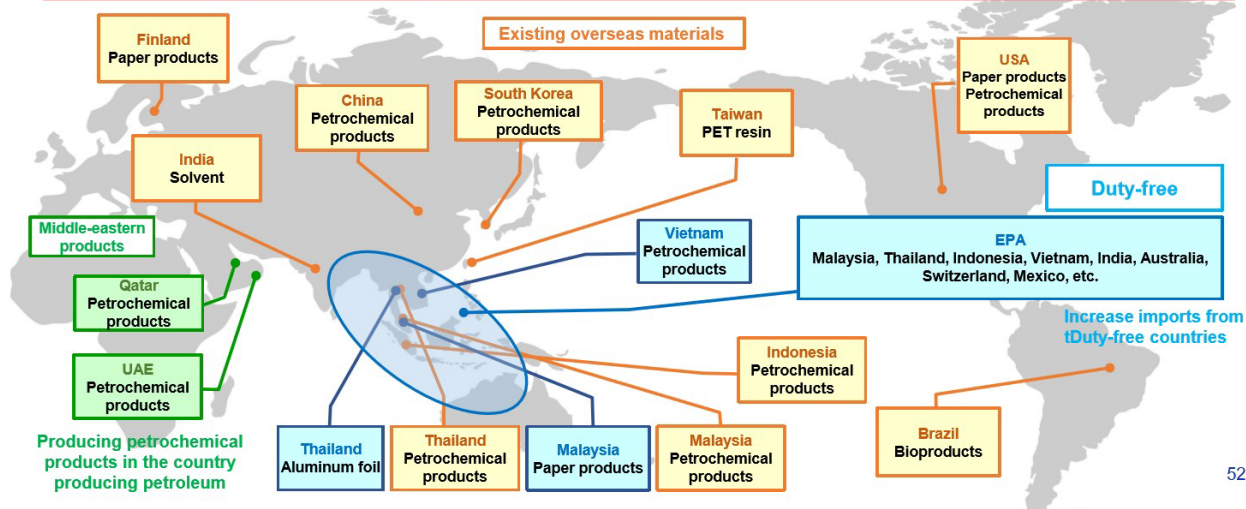 Existing overseas materials
Finland
Paper products
China
Petrochemical
products
South Korea
Petrochemical
products
Taiwan
PET resin
USA
Paper products
Petrochemical
products
India
Solvent
Duty-free
Middle-eastern
products
Vietnam
Petrochemical
products
EPA
Malaysia, Thailand, Indonesia, Vietnam, India, Australia,
Switzerland, Mexico, etc.
Qatar
Petrochemical
products
Increase imports from
tDuty-free countries
UAE
Petrochemical
products
Indonesia
Petrochemical
products
Producing petrochemical
products in the country
producing petroleum
Thailand
Aluminum foil
Thailand
Petrochemical
products
Malaysia
Paper products
Malaysia
Petrochemical
products
Brazil
Bioproducts
52